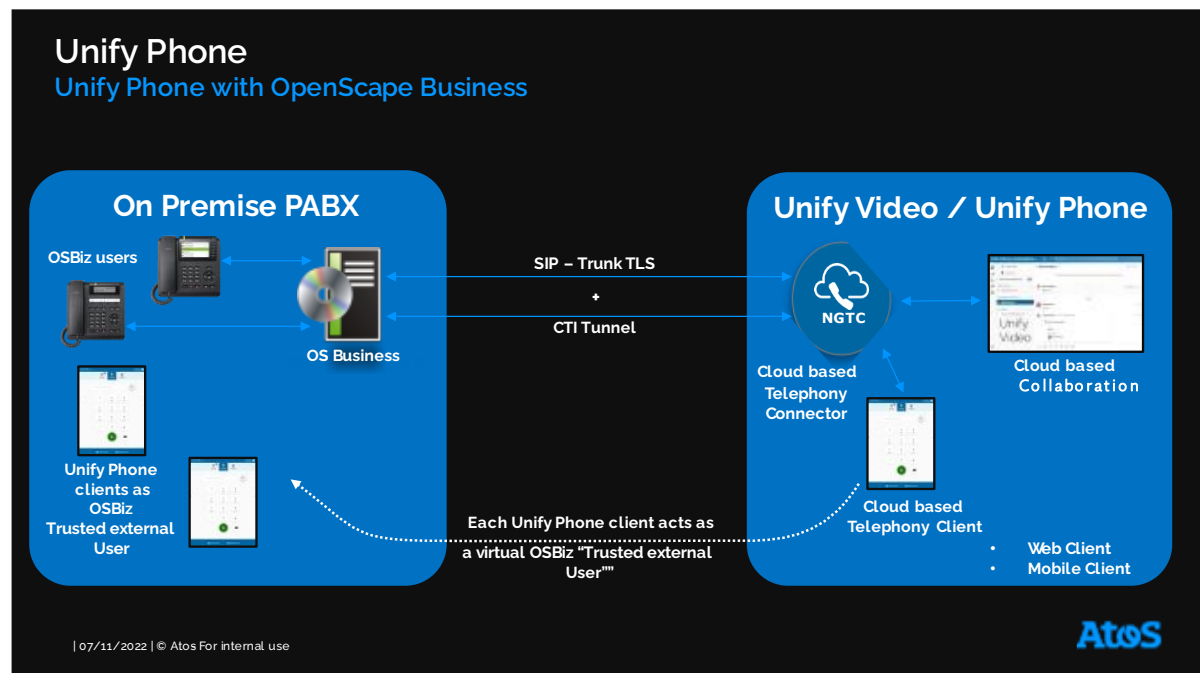 Unify Phone
Unify Phone with OpenScape Business
On Premise PABX
OSBiz users
OS Business
Unify Phone
clients as
OSBiz
Trusted external
User
SIP – Trunk TLS
+
CTI Tunnel
Each Unify Phone client acts as
a virtual OSBiz “Trusted external
User””
Unify Video / Unify Phone
NGTC
Cloud based
Telephony
Connector
Unify
Video
Cloud based
Collaboration
Cloud based
Telephony Client
• Web Client
• Mobile Client
| 07/11/2022 | © Atos For internal use
Atos